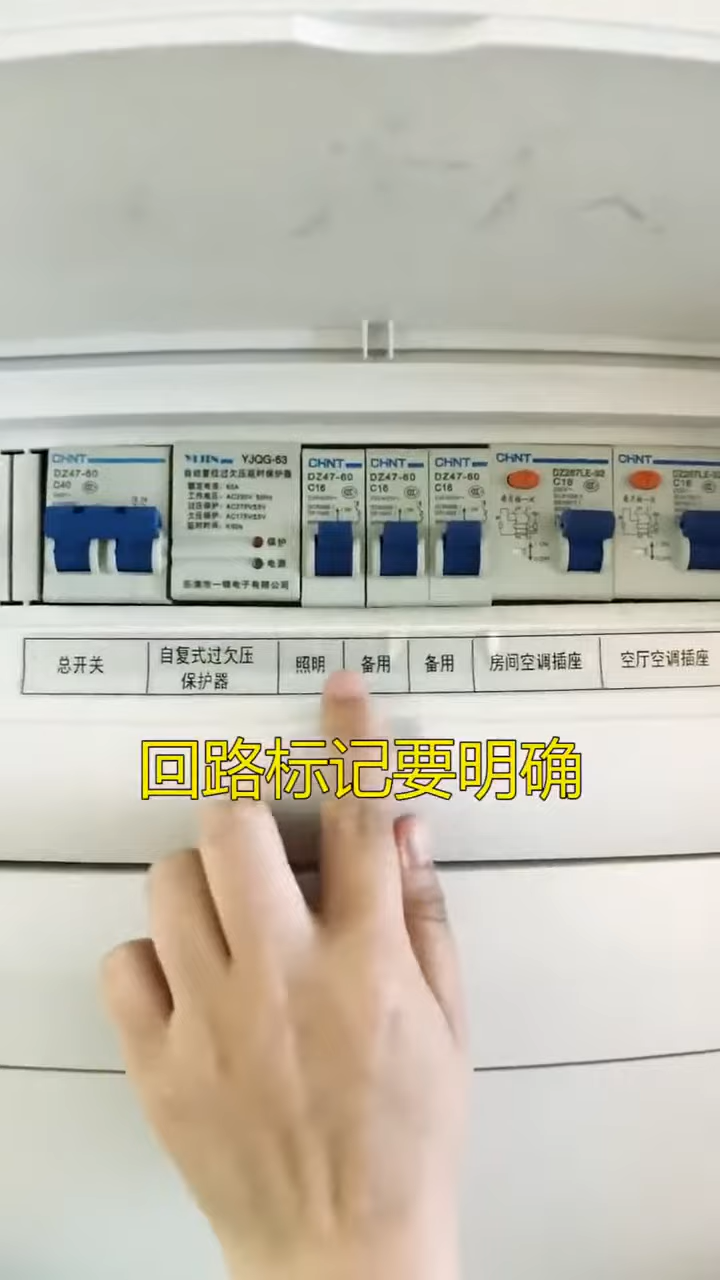 CHNT
DZ47-60
C40
YJQG-63
自动复位过欠压延时保护器
保护
电源
CHNT
DZ47-60
C16
CHNT
DZ47-60
C16
CHNT
DZ47-60
C16
CHNT
CHNT
总开关
自复式过欠压
保护器
照明
备用
备用
房间空调插座
空厅空调插座
回路标记要明确